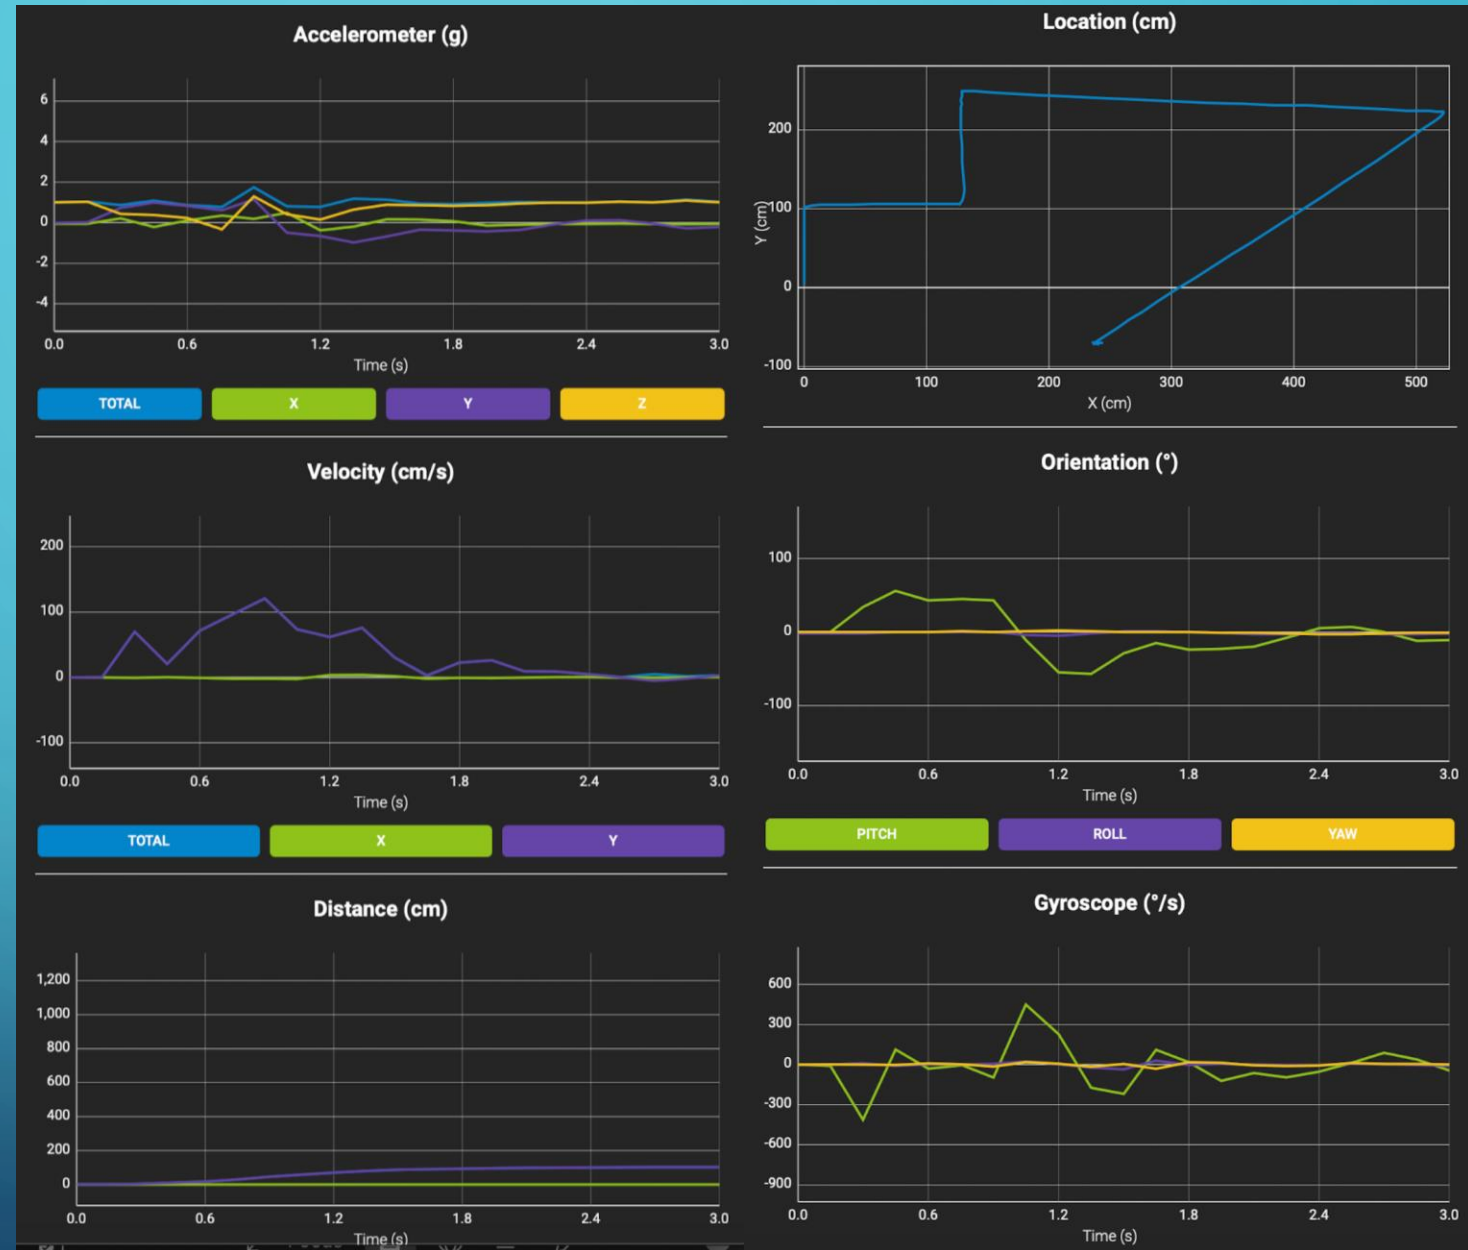 Accelerometer (g)
6
4
2
0
-2
-4
0.0 0.6 1.2 1.8 2.4 3.0
Time (s)
TOTAL X Y Z
Velocity (cm/s)
200
100
0
-100
0.0 0.6 1.2 1.8 2.4 3.0
Time (s)
TOTAL X Y
Distance (cm)
1,200
1,000
800
600
400
200
0
0.0 0.6 1.2 1.8 2.4 3.0
Time (s)
Location (cm)
Y (cm)
200
100
0
-100
0 100 200 300 400 500
X (cm)
Orientation (°)
100
0
-100
0.0 0.6 1.2 1.8 2.4 3.0
Time (s)
PITCH ROLL YAW
Gyroscope (°/s)
600
300
0
-300
-600
-900
0.0 0.6 1.2 1.8 2.4 3.0
Time (s)